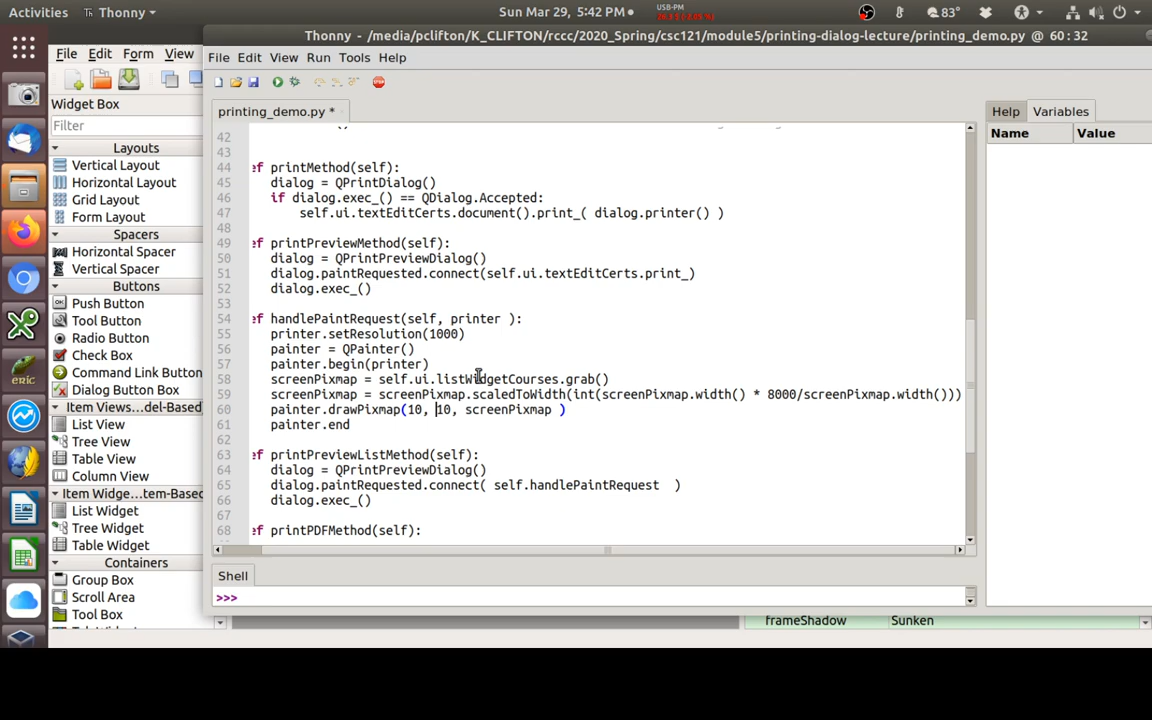 Activities
Thonny
Sun Mar 29, 5:42 PM
USB-PM
83°
Thonny - /media/pclifton/K_CLIFTON/rccc/2020_Spring/csc121/module5/printing-dialog-lecture/printing_demo.py @ 60:32
File Edit Form View
File Edit View Run Tools Help
Widget Box
Filter
Layouts
Vertical Layout
Horizontal Layout
Grid Layout
Form Layout
Spacers
Horizontal Spacer
Vertical Spacer
Buttons
Push Button
Tool Button
Radio Button
Check Box
Command Link Button
Dialog Button Box
Item Views...del-Based)
List View
Tree View
Table View
Column View
Item Widge...tem-Based)
List Widget
Tree Widget
Table Widget
Containers
Group Box
Scroll Area
Tool Box
eric
printing_demo.py *
42
43
44 ef printMethod(self):
45 dialog = QPrintDialog()
46 if dialog.exec_() == QDialog.Accepted:
47 self.ui.textEditCerts.document().print_( dialog.printer() )
48
49 ef printPreviewMethod(self):
50 dialog = QPrintPreviewDialog()
51 dialog.paintRequested.connect(self.ui.textEditCerts.print_)
52 dialog.exec_()
53
54 ef handlePaintRequest(self, printer ):
55 printer.setResolution(1000)
56 painter = QPainter()
57 painter.begin(printer)
58 screenPixmap = self.ui.listWidgetCourses.grab()
59 screenPixmap = screenPixmap.scaledToWidth(int(screenPixmap.width() * 8000/screenPixmap.width()))
60 painter.drawPixmap(10, 10, screenPixmap )
61 painter.end
62
63 ef printPreviewListMethod(self):
64 dialog = QPrintPreviewDialog()
65 dialog.paintRequested.connect( self.handlePaintRequest )
66 dialog.exec_()
67
68 ef printPDFMethod(self):
Shell
>>>
Help Variables
Name Value
frameShadow Sunken